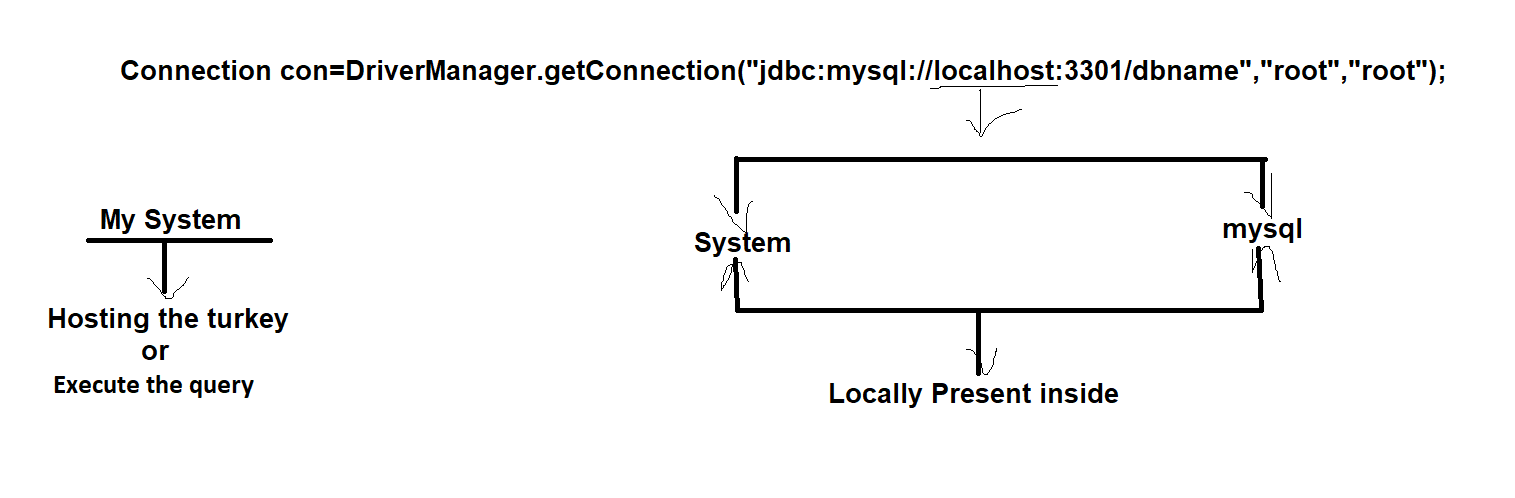 Connection con=DriverManager.getConnection("jdbc:mysql://localhost:3301/dbname","root","root");
My System
Hosting the turkey
or
Execute the query
System
mysql
Locally Present inside